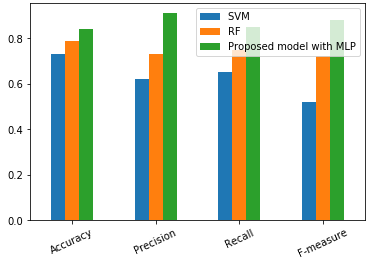 SVM
RF
Proposed model with MLP
0.8
0.6
0.4
0.2
0.0
Accuracy
Precision
Recall
F-measure